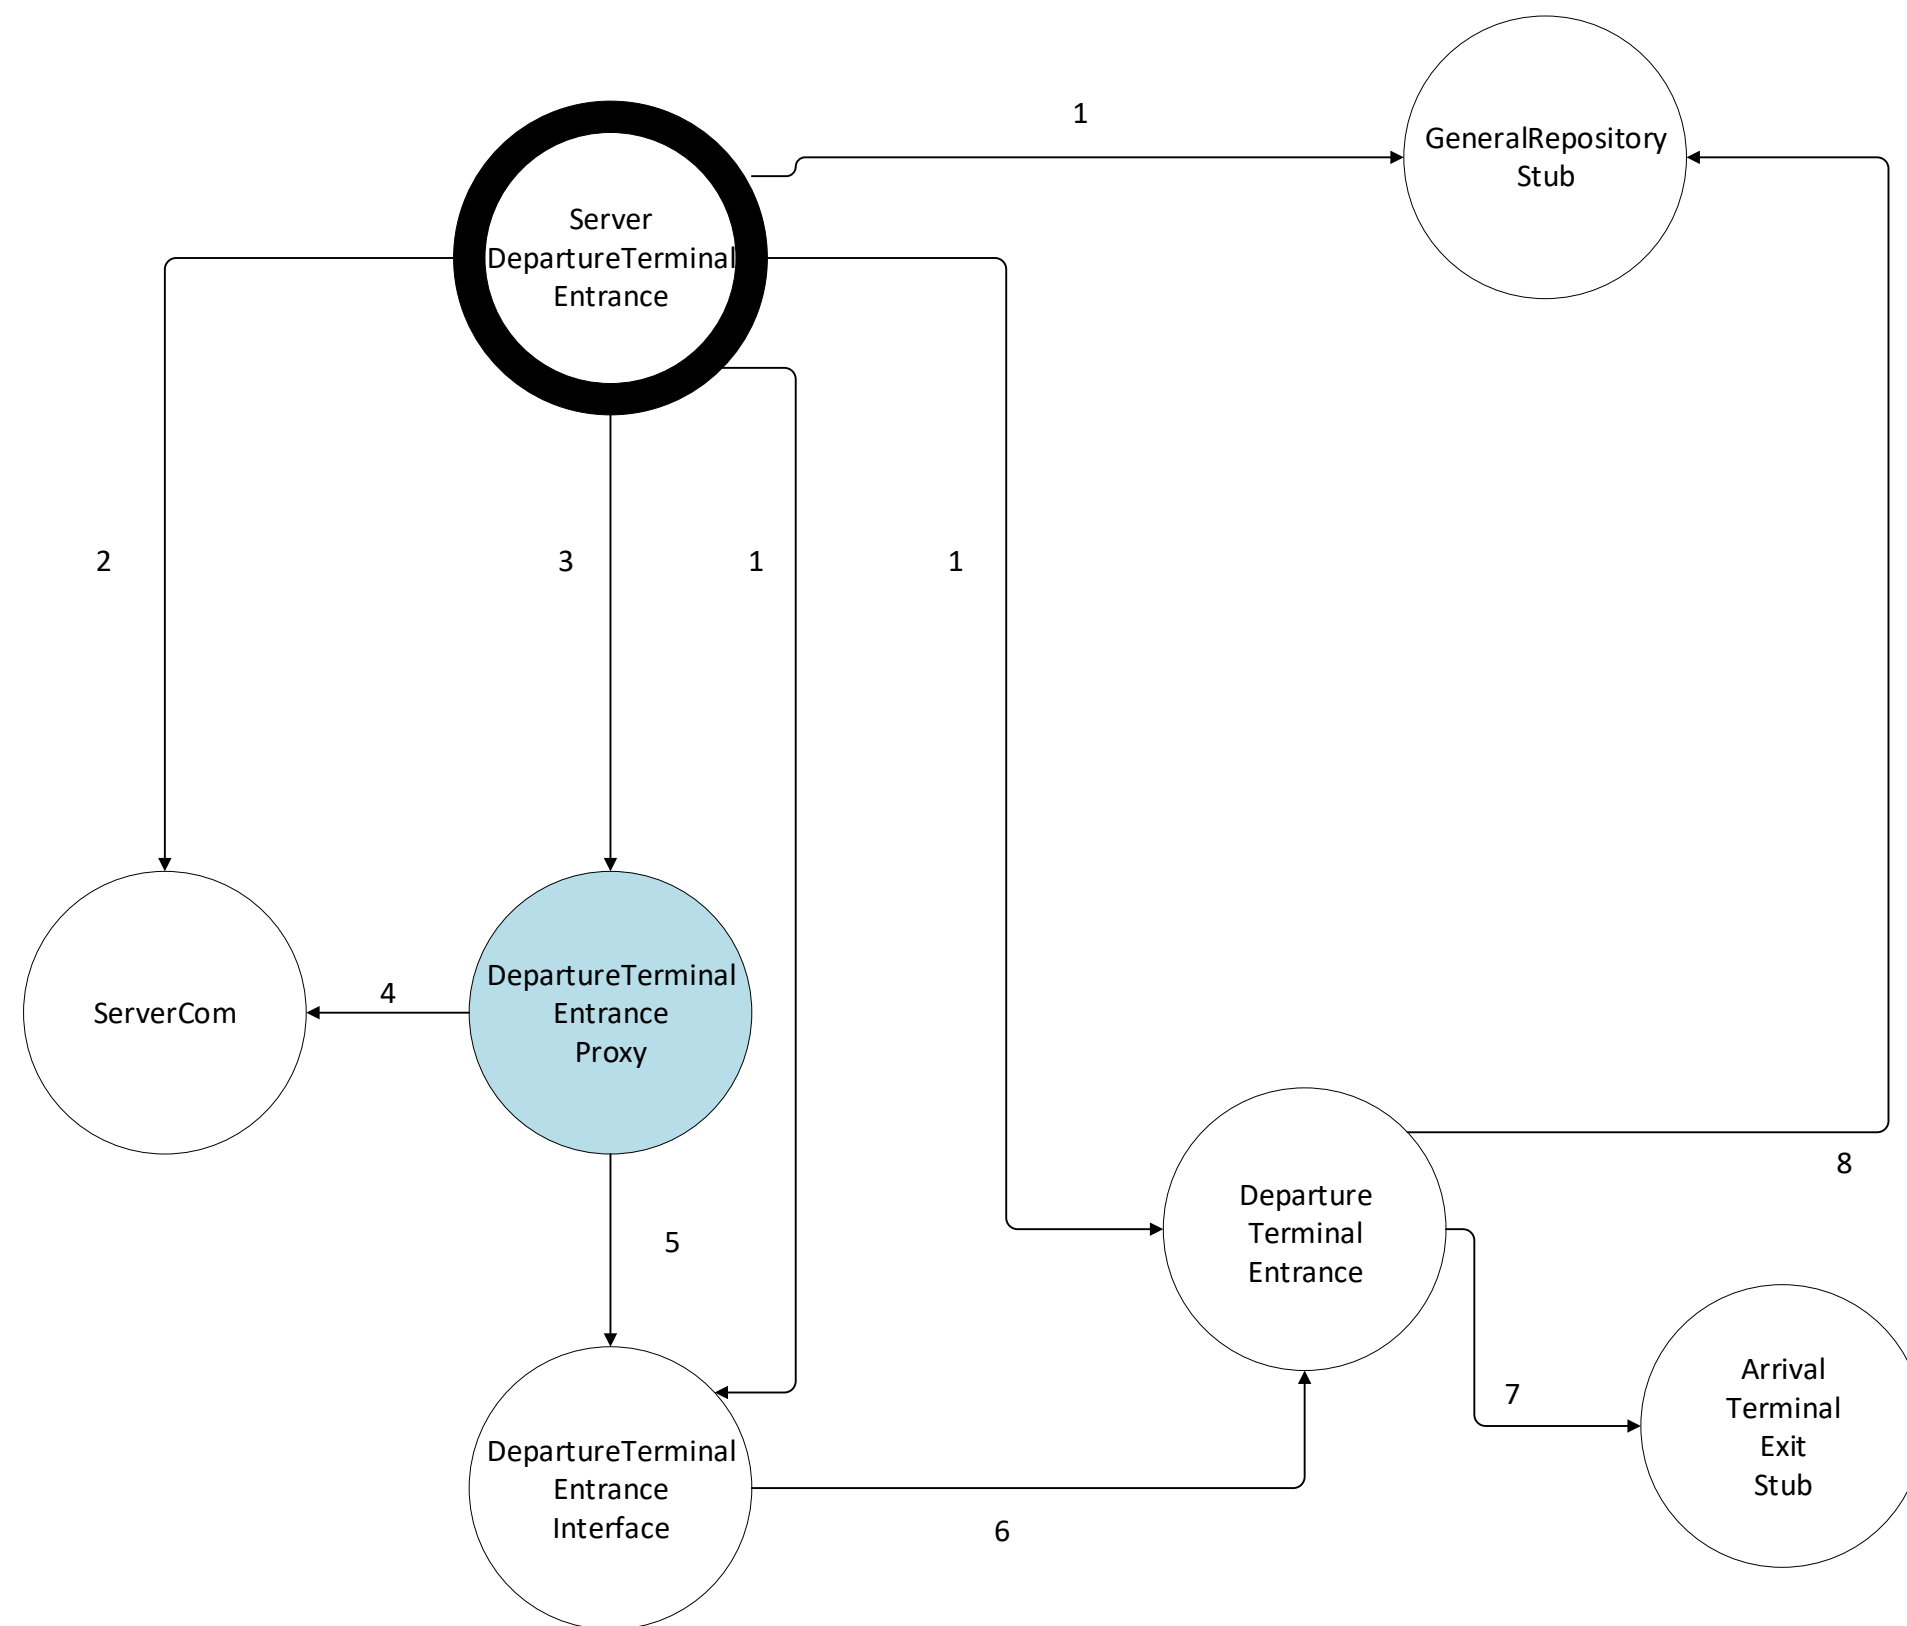 1
GeneralRepository
Stub
Server
DepartureTerminal
Entrance
2
3
1
1
DepartureTerminal
Entrance
Proxy
4
ServerCom
8
Departure
Terminal
Entrance
5
Arrival
Terminal
Exit
Stub
7
DepartureTerminal
Entrance
Interface
6